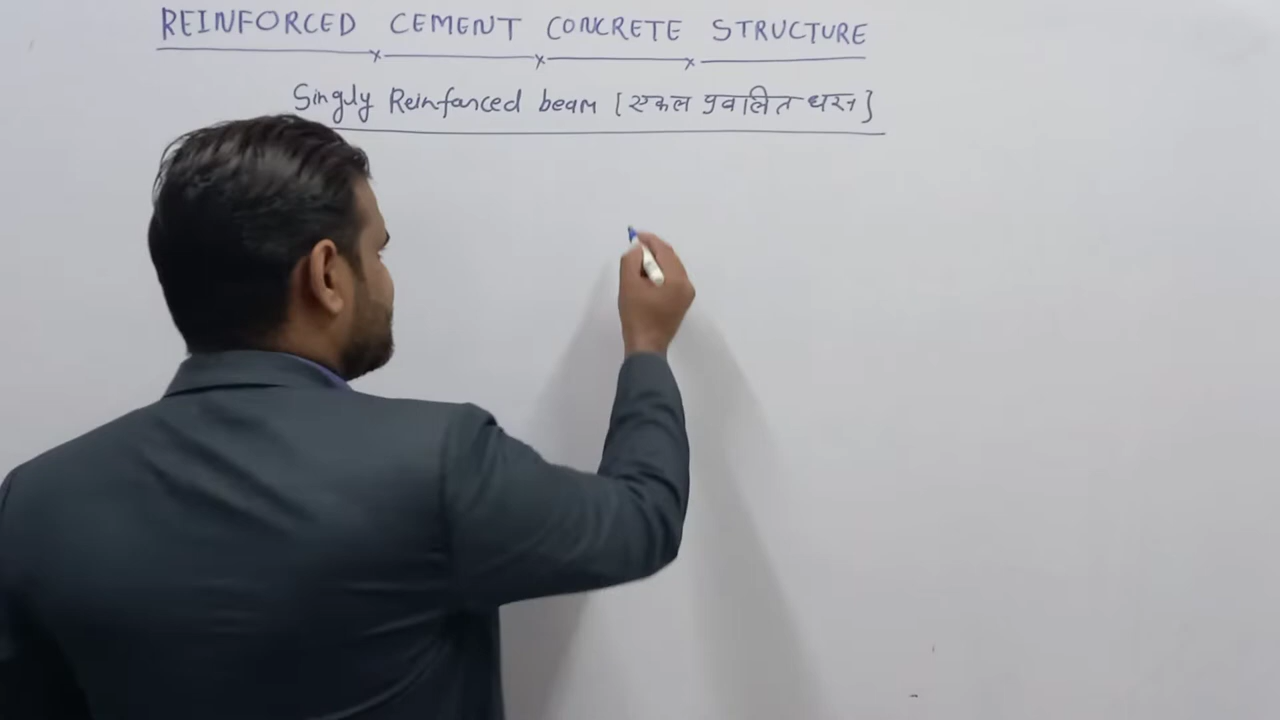 REINFORCED CEMENT CONCRETE STRUCTURE
Singly Reinforced beam [एकल प्रबलित धरन]